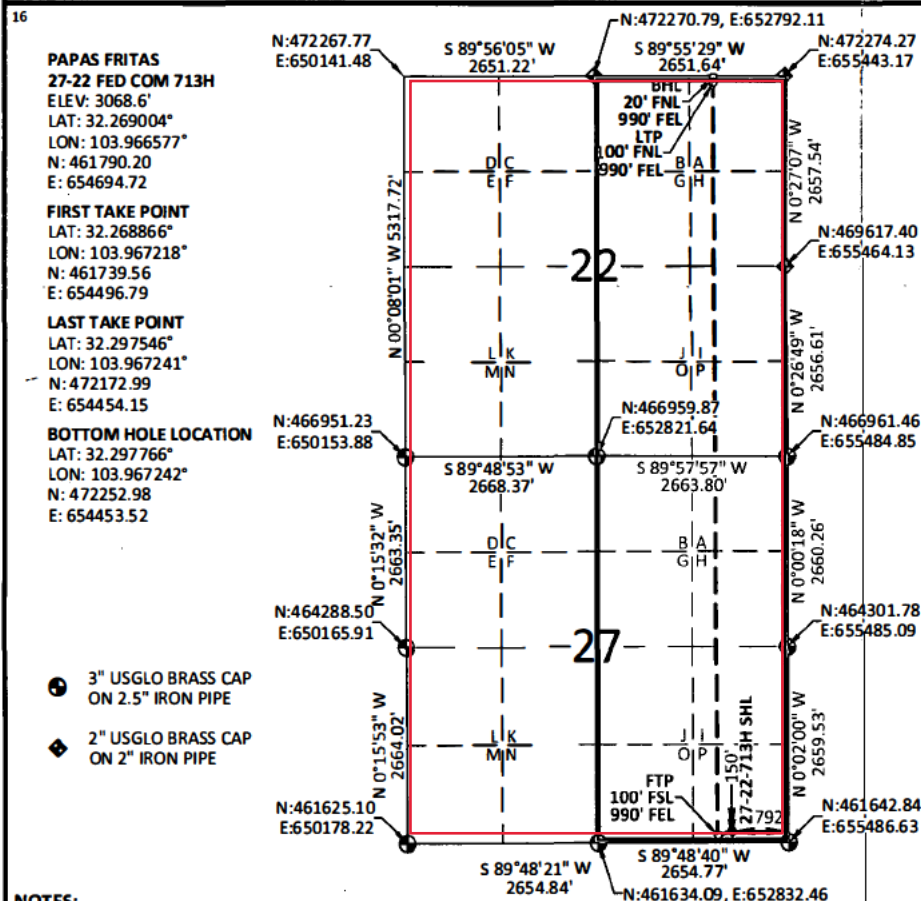 16
PAPAS FRITAS
27-22 FED COM 713H
ELEV: 3068.6'
LAT: 32.269004°
LON: 103.966577°
N: 461790.20
E: 654694.72
FIRST TAKE POINT
LAT: 32.268866°
LON: 103.967218°
N: 461739.56
E: 654496.79
LAST TAKE POINT
LAT: 32.297546°
LON: 103.967241°
N: 472172.99
E: 654454.15
BOTTOM HOLE LOCATION
LAT: 32.297766°
LON: 103.967242°
N: 472252.98
E: 654453.52
3" USGLO BRASS CAP
ON 2.5" IRON PIPE
2" USGLO BRASS CAP
ON 2" IRON PIPE
NOTES:
N:472270.79, E:652792.11
N:472267.77
E:650141.48
S 89°56'05" W
2651.22'
S 89°55'29" W
2651.64'
N:472274.27
E:655443.17
BHL
20' FNL
990' FEL
LTP
100' FNL
990' FEL
D C
E F
B A
G H
N 0°27'07" W
2657.54'
N 00°08'01" W 5317.72'
22
N:469617.40
E:655464.13
L K
M N
J I
O P
N 0°26'49" W
2656.61'
N:466951.23
E:650153.88
N:466959.87
E:652821.64
N:466961.46
E:655484.85
S 89°48'53" W
2668.37'
S 89°57'57" W
2663.80'
N 0°15'32" W
2663.35'
D C
E F
B A
G H
N 0°00'18" W
2660.26'
N:464288.50
E:650165.91
27
N:464301.78
E:655485.09
N 0°15'53" W
2664.02'
L K
M N
J I
O P
FTP
100' FSL
990' FEL
150'
27-22-713H SHL
792
N 0°02'00" W
2659.53'
N:461625.10
E:650178.22
N:461642.84
E:655486.63
S 89°48'21" W
2654.84'
S 89°48'40" W
2654.77'
N:461634.09, E:652832.46